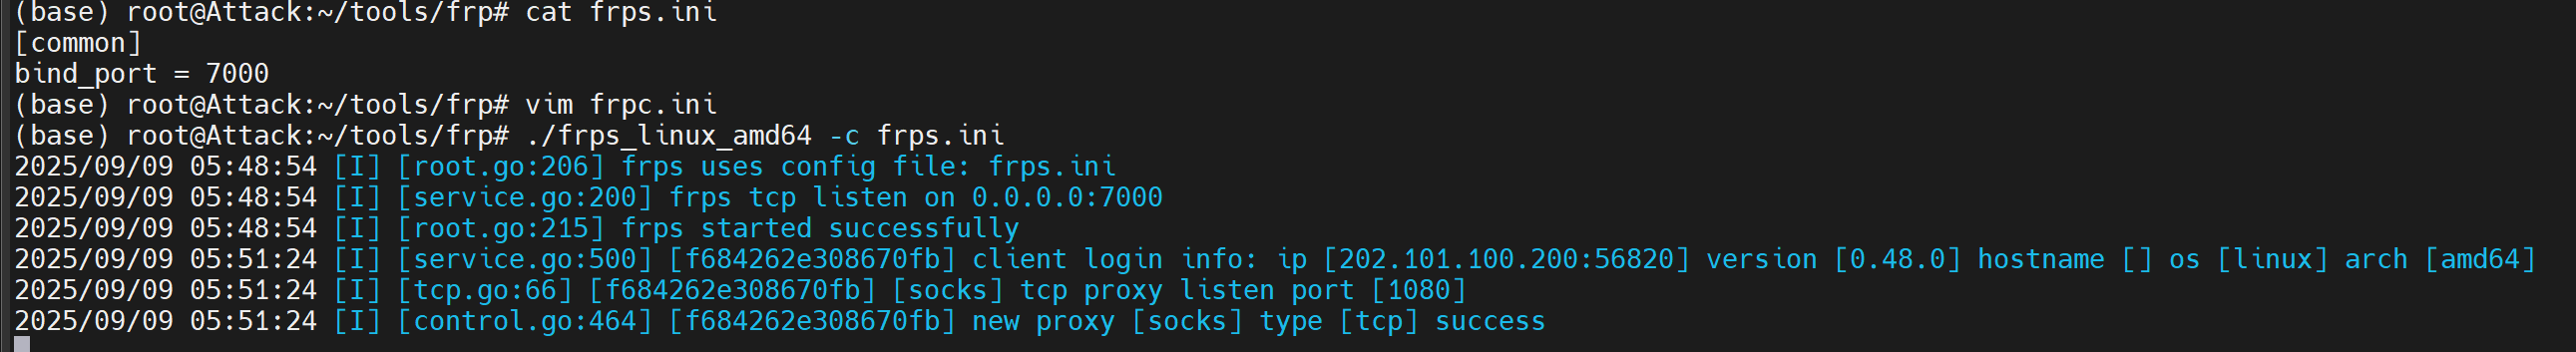 (base) root@Attack:~/tools/frp# cat frps.ini
[common]
bind_port = 7000
(base) root@Attack:~/tools/frp# vim frpc.ini
(base) root@Attack:~/tools/frp# ./frps_linux_amd64 -c frps.ini
2025/09/09 05:48:54 [I] [root.go:206] frps uses config file: frps.ini
2025/09/09 05:48:54 [I] [service.go:200] frps tcp listen on 0.0.0.0:7000
2025/09/09 05:48:54 [I] [root.go:215] frps started successfully
2025/09/09 05:51:24 [I] [service.go:500] [f684262e308670fb] client login info: ip [202.101.100.200:56820] version [0.48.0] hostname [] os [linux] arch [amd64]
2025/09/09 05:51:24 [I] [tcp.go:66] [f684262e308670fb] [socks] tcp proxy listen port [1080]
2025/09/09 05:51:24 [I] [control.go:464] [f684262e308670fb] new proxy [socks] type [tcp] success